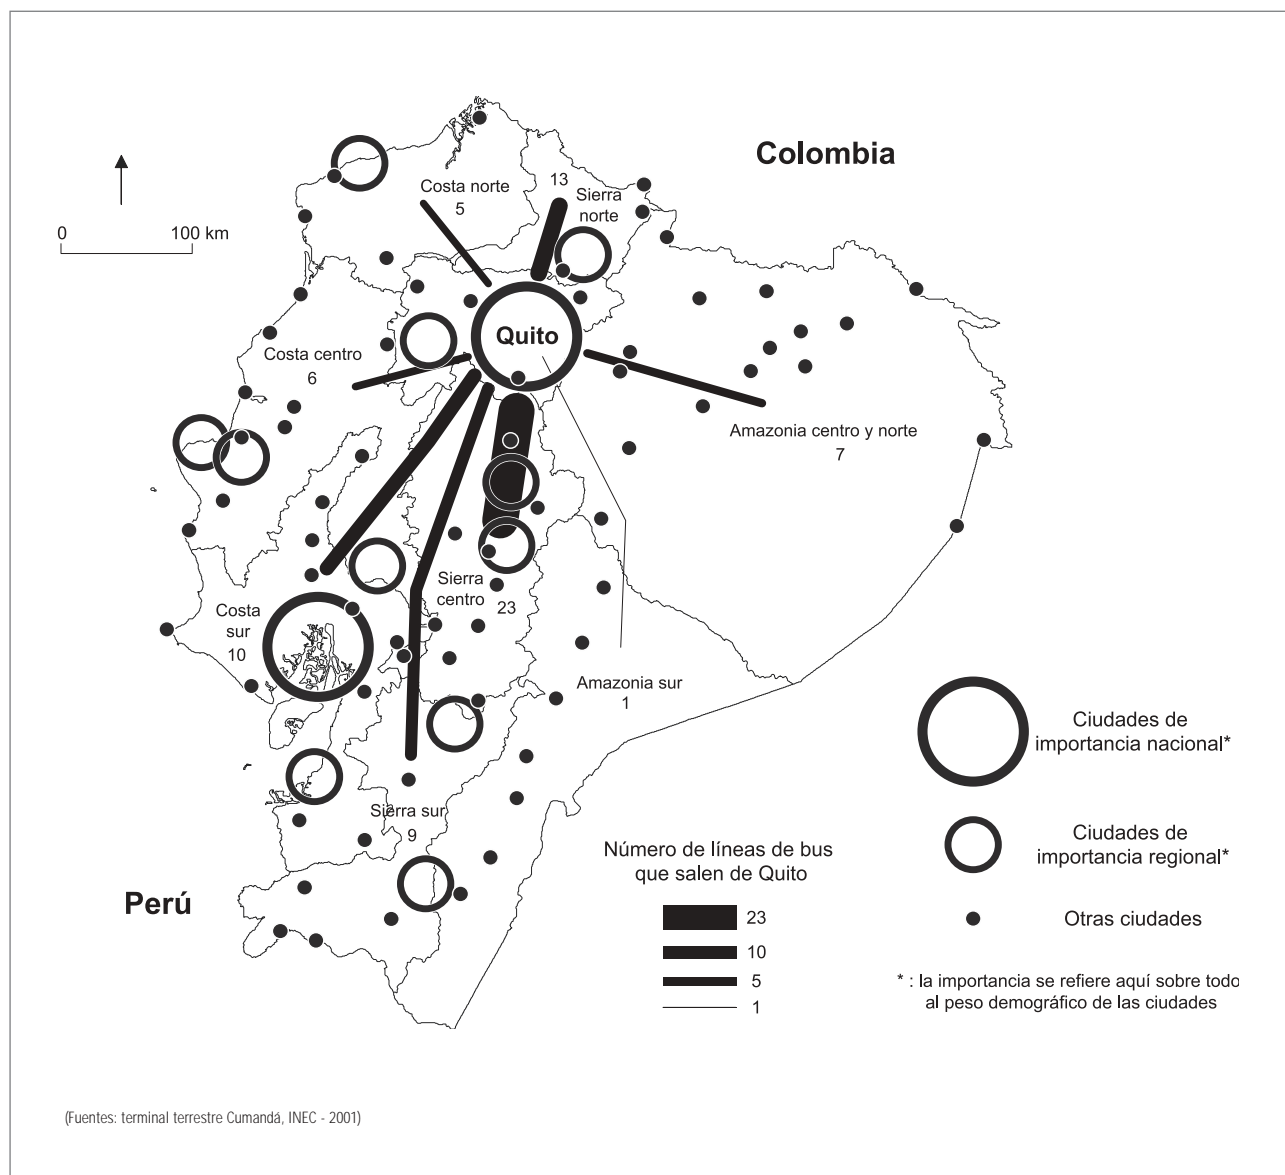 Colombia
13
Costa norte
5
Sierra
norte
0
100 km
Quito
Costa centro
6
Amazonia centro y norte
7
Sierra
centro
23
Costa
sur
10
Amazonia sur
1
Sierra sur
9
Perú
Ciudades de
importancia nacional*
Ciudades de
importancia regional*
Otras ciudades
* : la importancia se refiere aquí sobre todo
al peso demográfico de las ciudades
Número de líneas de bus
que salen de Quito
23
10
5
1
(Fuentes: terminal terrestre Cumandá, INEC - 2001)